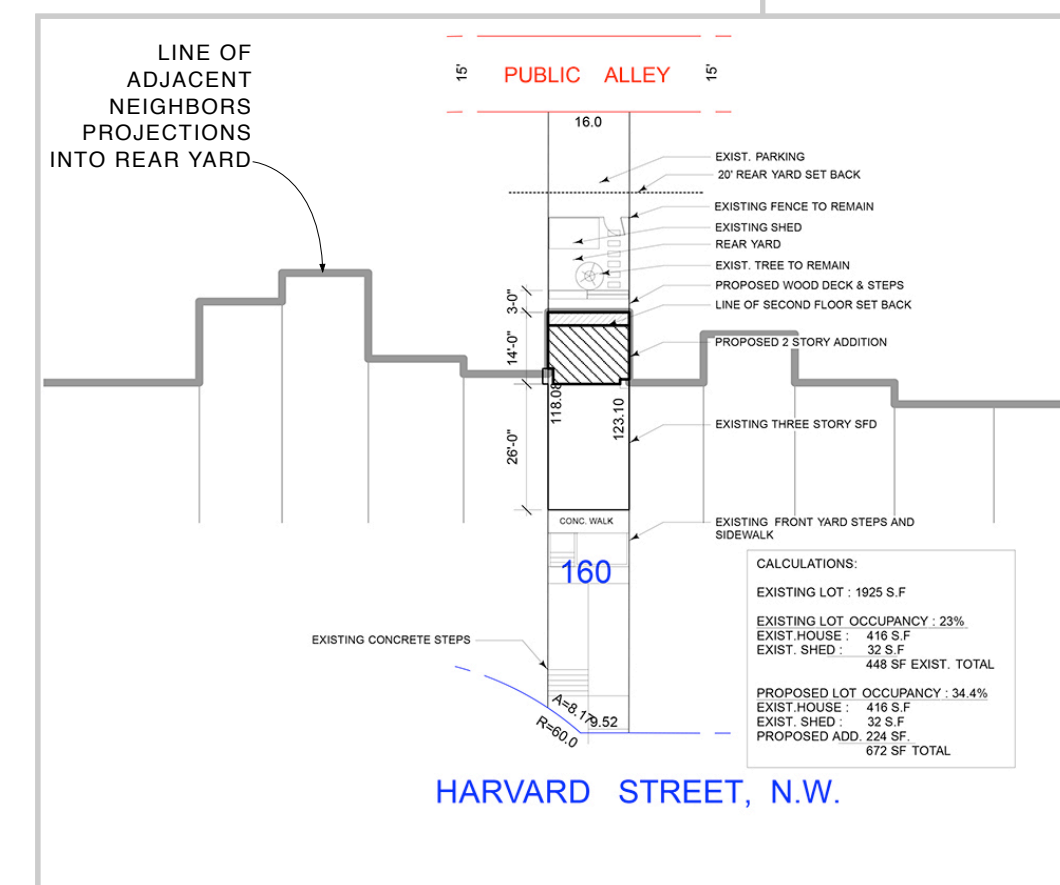 LINE OF
ADJACENT
NEIGHBORS
PROJECTIONS
INTO REAR YARD
15'
PUBLIC ALLEY
15'
16.0
EXIST. PARKING
20' REAR YARD SET BACK
EXISTING FENCE TO REMAIN
EXISTING SHED
REAR YARD
EXIST. TREE TO REMAIN
PROPOSED WOOD DECK & STEPS
LINE OF SECOND FLOOR SET BACK
PROPOSED 2 STORY ADDITION
3-0"
14'-0"
26'-0"
118.08
123.10
EXISTING THREE STORY SFD
CONC. WALK
EXISTING FRONT YARD STEPS AND
SIDEWALK
160
EXISTING CONCRETE STEPS
A=8.17
9.52
R=60.0
CALCULATIONS:
EXISTING LOT : 1925 S.F
EXISTING LOT OCCUPANCY : 23%
EXIST.HOUSE : 416 S.F
EXIST. SHED : 32 S.F
448 SF EXIST. TOTAL
PROPOSED LOT OCCUPANCY : 34.4%
EXIST.HOUSE : 416 S.F
EXIST. SHED : 32 S.F
PROPOSED ADD. 224 SF.
672 SF TOTAL
HARVARD STREET, N.W.